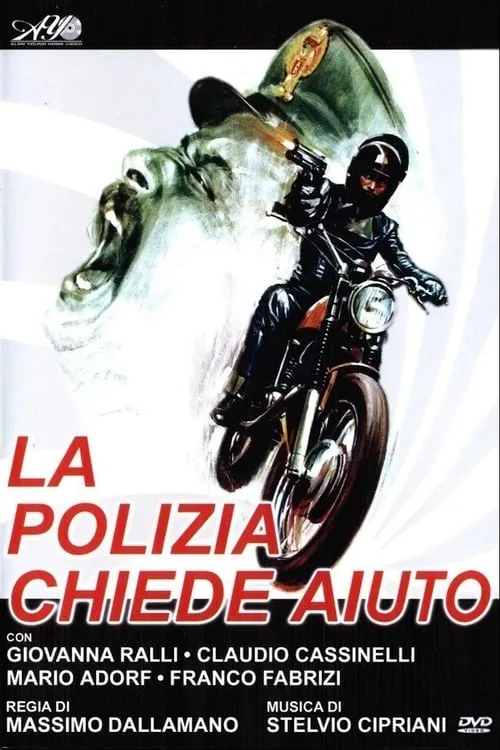 AYO
ALAN YOUNG HOME VIDEO
LA
POLIZIA
CHIEDE AIUTO
CON
GIOVANNA RALLI • CLAUDIO CASSINELLI
MARIO ADORF • FRANCO FABRIZI
REGIA DI
MASSIMO DALLAMANO
MUSICA DI
STELVIO CIPRIANI
DVD
VIDEO